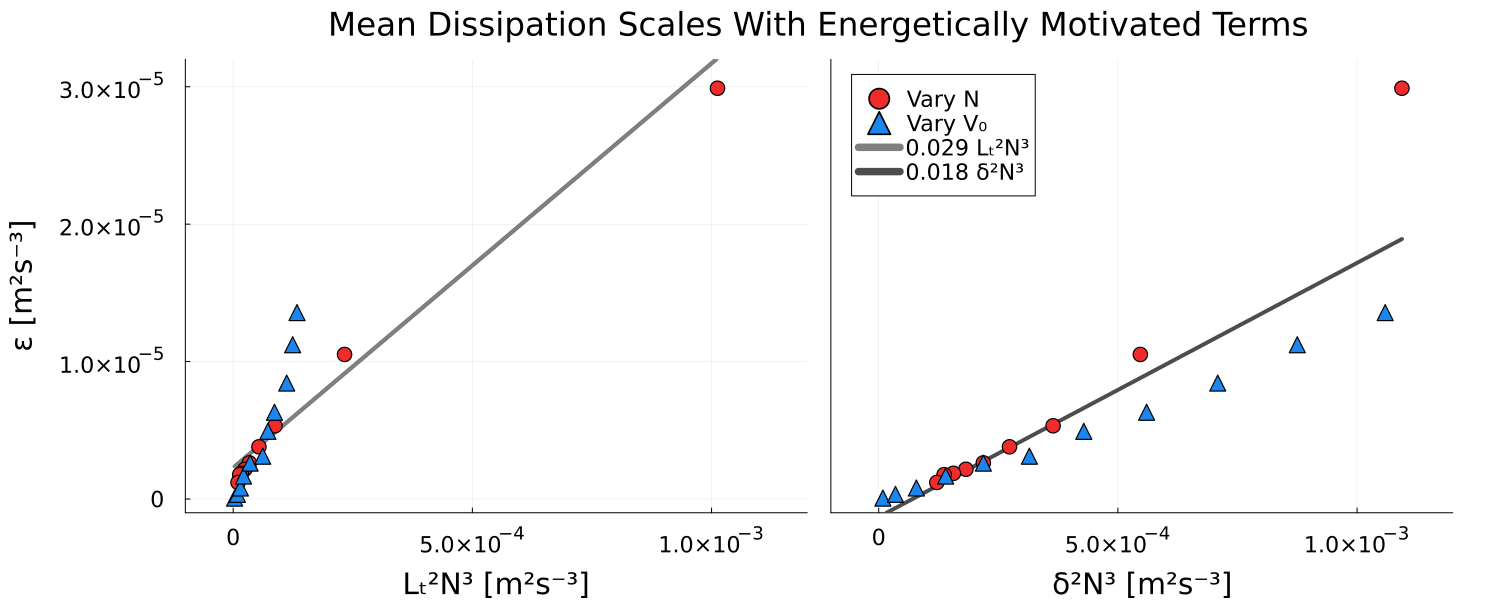 Mean Dissipation Scales With Energetically Motivated Terms
ε [m²s⁻³]
3.0×10⁻⁵
2.0×10⁻⁵
1.0×10⁻⁵
0
0
5.0×10⁻⁴
1.0×10⁻³
Lₜ²N³ [m²s⁻³]
Vary N
Vary V₀
0.029 Lₜ²N³
0.018 δ²N³
0
5.0×10⁻⁴
1.0×10⁻³
δ²N³ [m²s⁻³]